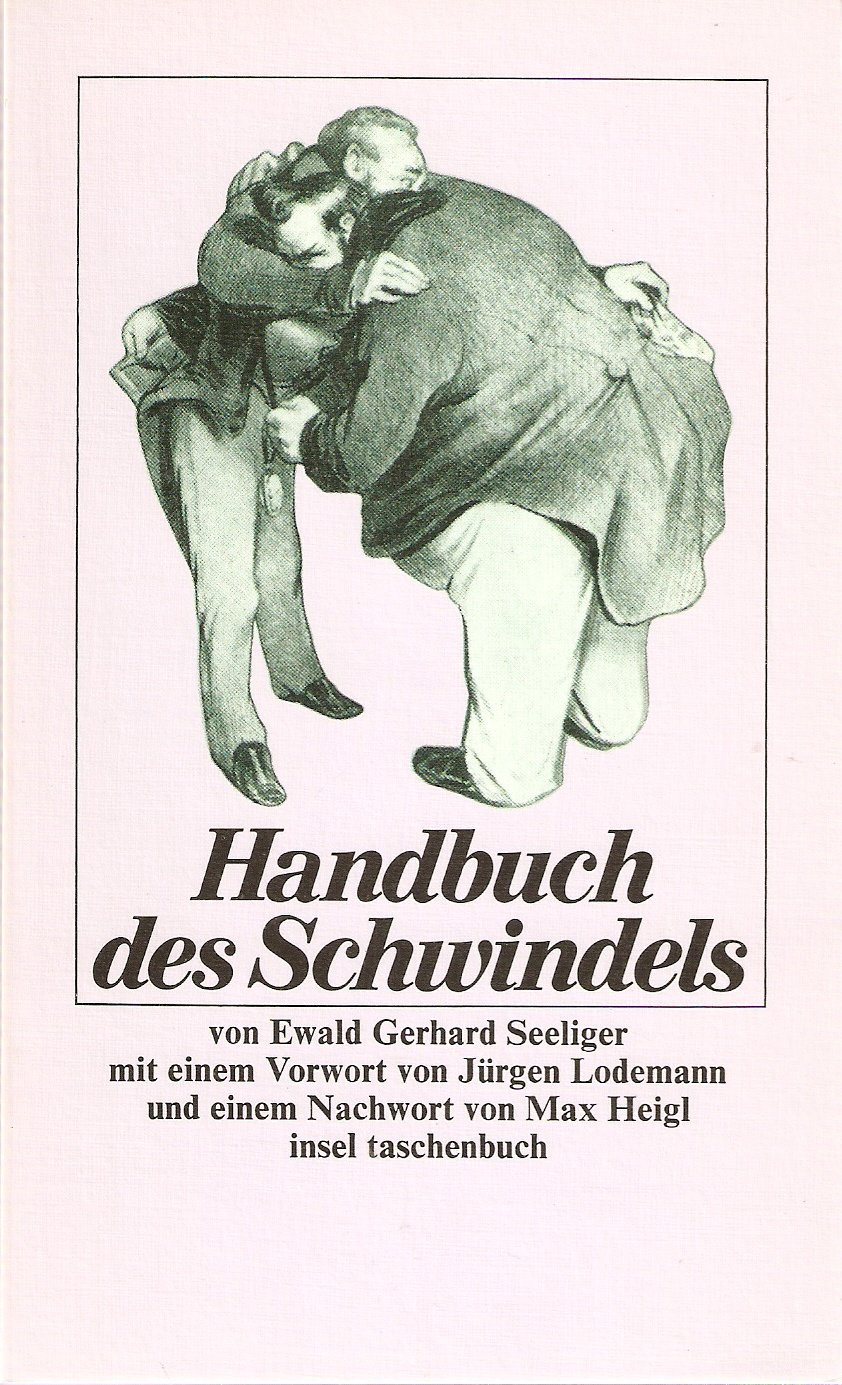 Handbuch
des Schwindels
von Ewald Gerhard Seeliger
mit einem Vorwort von Jürgen Lodemann
und einem Nachwort von Max Heigl
insel taschenbuch